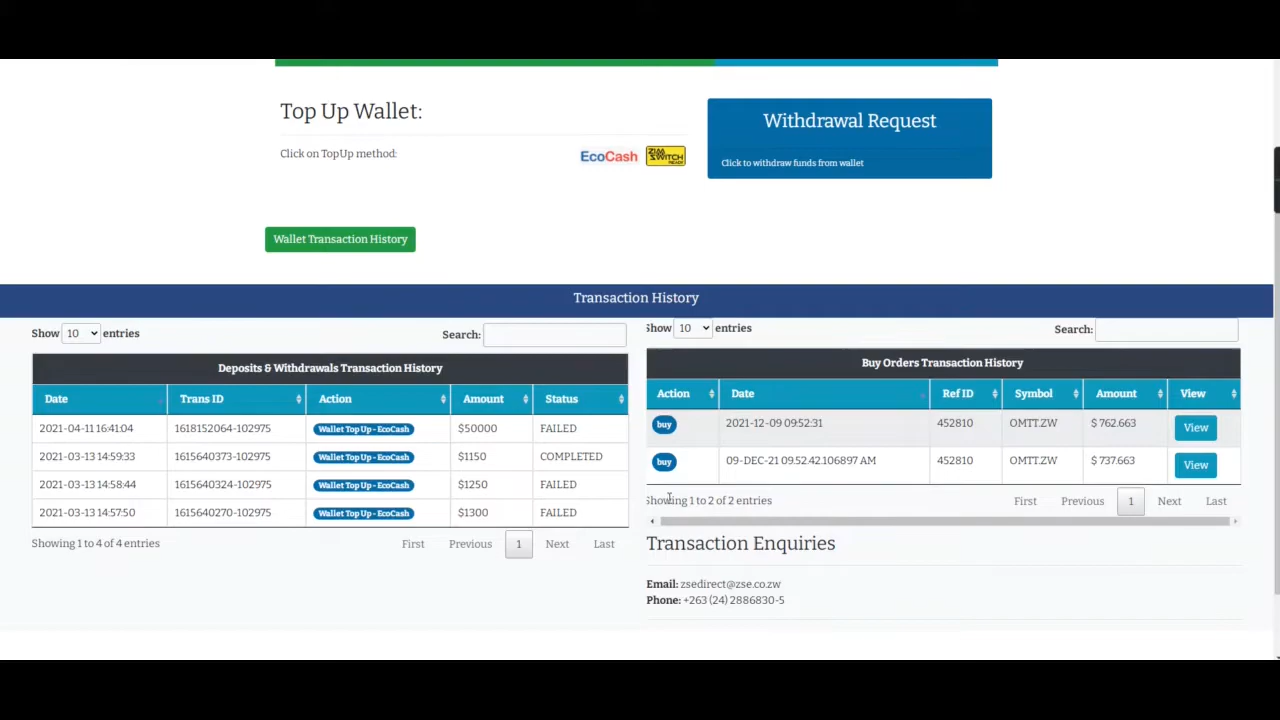 Top Up Wallet:
Click on TopUp method:
EcoCash
ZIM SWITCH READY
Withdrawal Request
Click to withdraw funds from wallet
Wallet Transaction History
Transaction History
Show 10 entries
Search:
Deposits & Withdrawals Transaction History
Date Trans ID Action Amount Status
2021-04-11 16:41:04 1618152064-102975 Wallet Top Up - EcoCash $50000 FAILED
2021-03-13 14:59:33 1615640373-102975 Wallet Top Up - EcoCash $1150 COMPLETED
2021-03-13 14:58:44 1615640324-102975 Wallet Top Up - EcoCash $1250 FAILED
2021-03-13 14:57:50 1615640270-102975 Wallet Top Up - EcoCash $1300 FAILED
Showing 1 to 4 of 4 entries
First Previous 1 Next Last
Show 10 entries
Search:
Buy Orders Transaction History
Action Date Ref ID Symbol Amount View
buy 2021-12-09 09:52:31 452810 OMTT.ZW $ 762.663 View
buy 09-DEC-21 09.52.42.106897 AM 452810 OMTT.ZW $ 737.663 View
Showing 1 to 2 of 2 entries
First Previous 1 Next Last
Transaction Enquiries
Email: zsedirect@zse.co.zw
Phone: +263 (24) 2886830-5